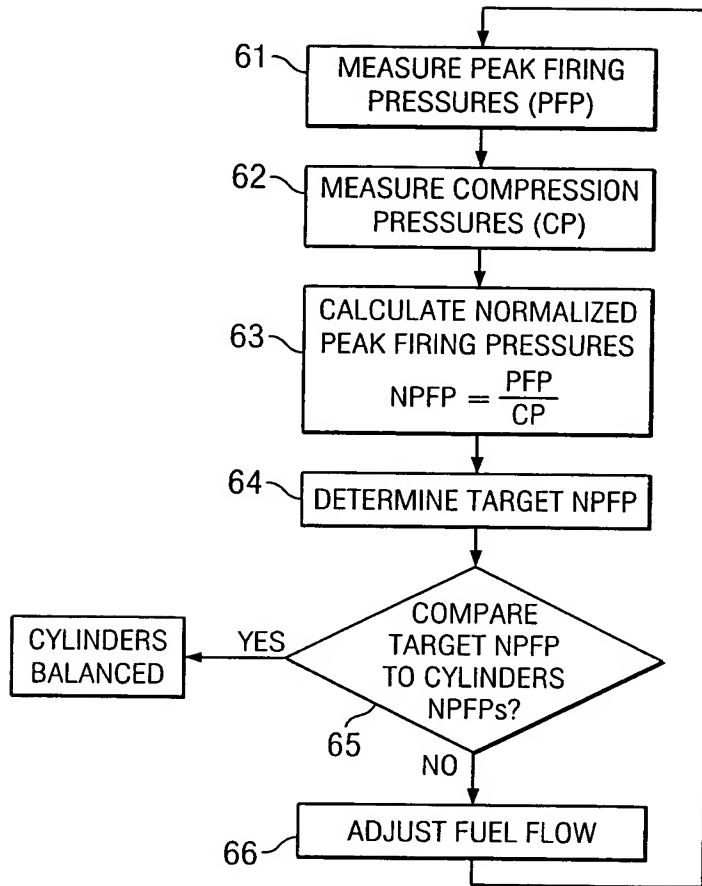 61
MEASURE PEAK FIRING
PRESSURES (PFP)
62
MEASURE COMPRESSION
PRESSURES (CP)
63
CALCULATE NORMALIZED
PEAK FIRING PRESSURES
NPFP = PFP/CP
64
DETERMINE TARGET NPFP
COMPARE
TARGET NPFP
TO CYLINDERS
NPFPs?
65
YES
CYLINDERS
BALANCED
NO
ADJUST FUEL FLOW
66